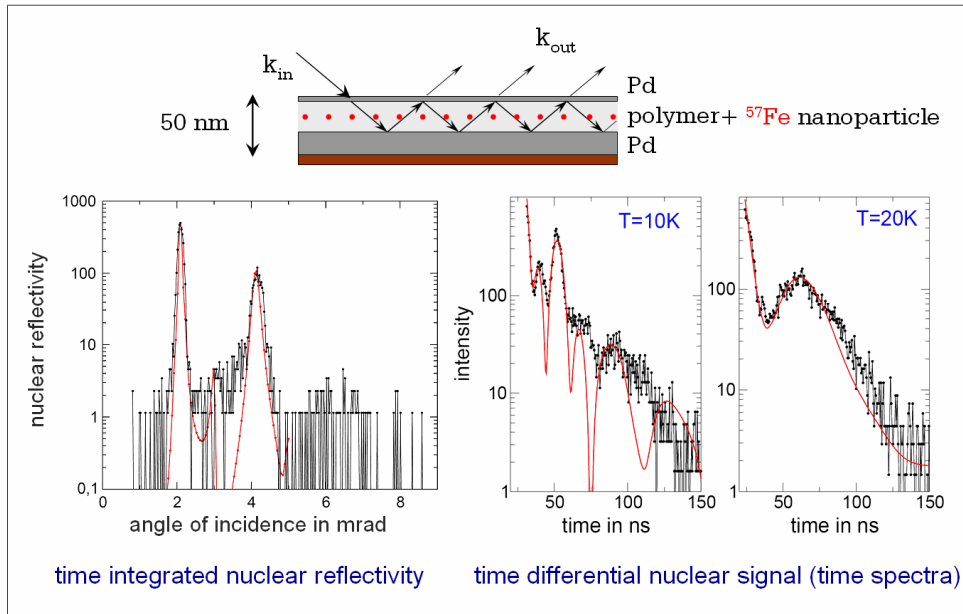 k_out
k_in
Pd
50 nm
polymer+ ⁵⁷Fe nanoparticle
Pd
1000
100
10
1
0,1
nuclear reflectivity
0 2 4 6 8
angle of incidence in mrad
T=10K
100
10
1
intensity
50 100 150
time in ns
T=20K
100
10
1
50 100 150
time in ns
time integrated nuclear reflectivity
time differential nuclear signal (time spectra)